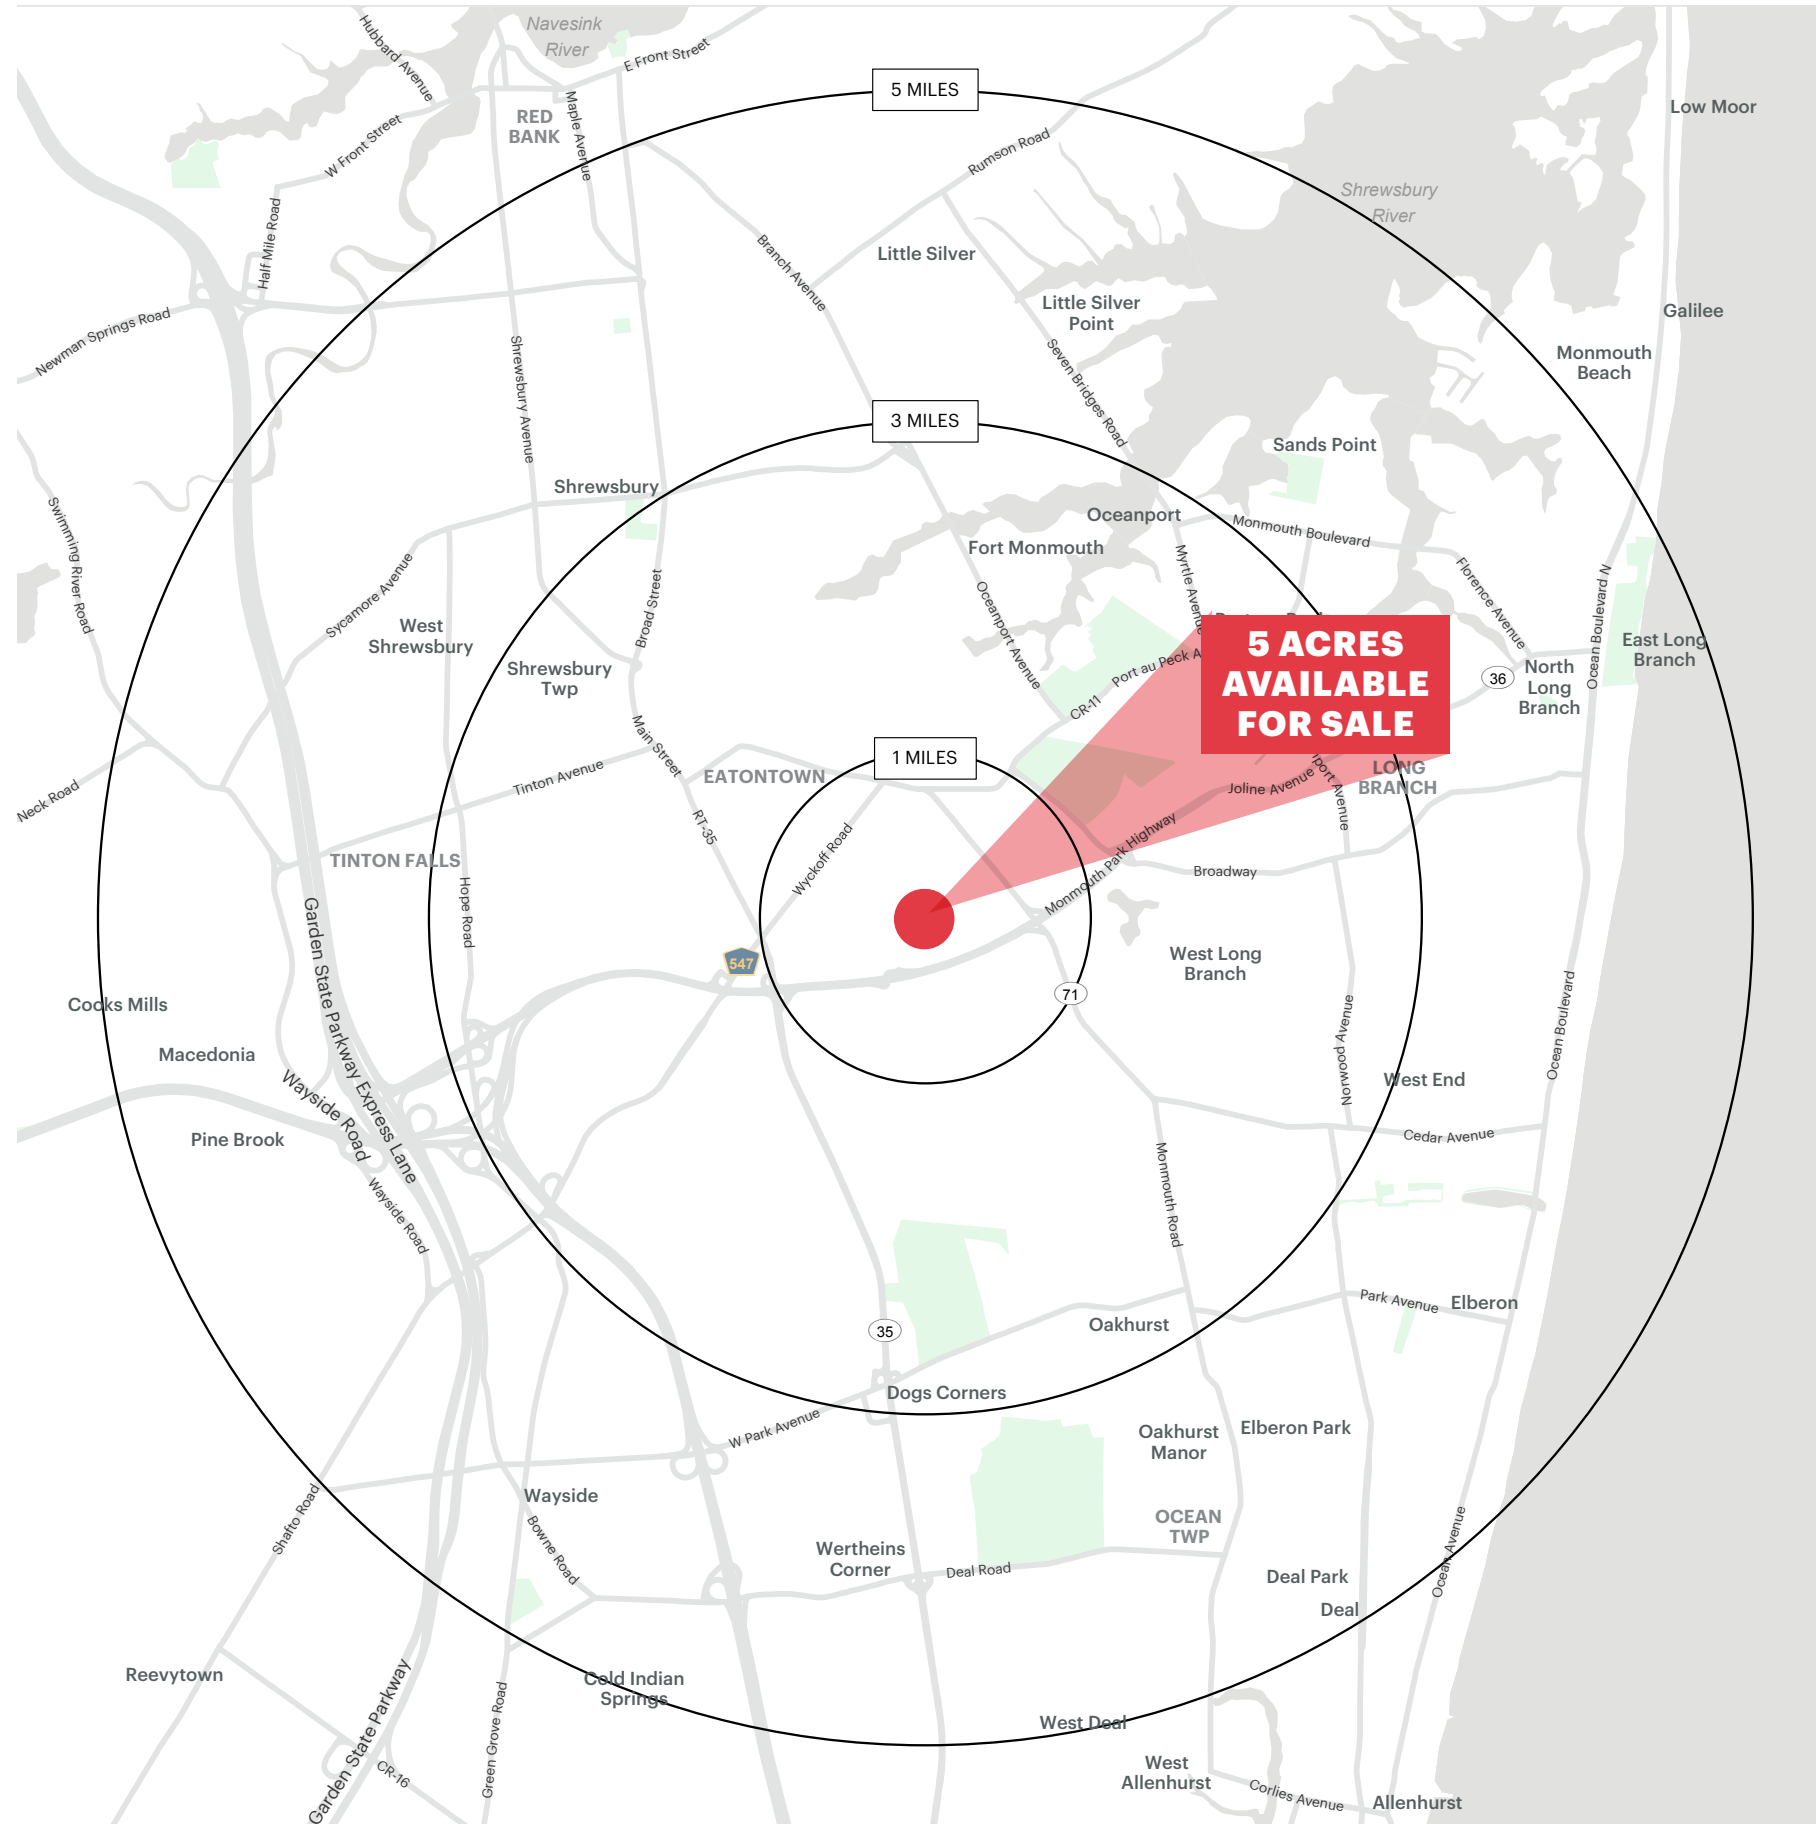 Navesink
River
Hubbard Avenue
E Front Street
5 MILES
Low Moor
RED
BANK
Maple Avenue
W Front Street
Rumson Road
Shrewsbury
River
Half Mile Road
Branch Avenue
Little Silver
Little Silver
Point
Galilee
Newman Springs Road
Shrewsbury Avenue
Seven Bridges Road
Monmouth
Beach
3 MILES
Sands Point
Shrewsbury
Swimming River Road
Oceanport
Monmouth Boulevard
Fort Monmouth
Myrtle Avenue
Florence Avenue
Sycamore Avenue
Broad Street
Oceanport Avenue
Ocean Boulevard N
West
Shrewsbury
Shrewsbury
Twp
5 ACRES
AVAILABLE
FOR SALE
East Long
Branch
Port au Peck A
36
North
Long
Branch
CR-11
Main Street
1 MILES
EATONTOWN
Tinton Avenue
LONG
BRANCH
Joline Avenue
Neck Road
RT-35
Wyckoff Road
Monmouth Park Highway
TINTON FALLS
Broadway
Hope Road
Garden State Parkway Express Lane
547
West Long
Branch
71
Cooks Mills
Norwood Avenue
Ocean Boulevard
Macedonia
Wayside Road
West End
Pine Brook
Cedar Avenue
Wayside Road
Monmouth Road
Park Avenue
Elberon
35
Oakhurst
Dogs Corners
W Park Avenue
Oakhurst
Manor
Elberon Park
Wayside
Shafto Road
Bowne Road
OCEAN
TWP
Ocean Avenue
Wertheins
Corner
Deal Road
Deal Park
Deal
Reevytown
Cold Indian
Springs
Green Grove Road
Garden State Parkway
West Deal
CR-16
West
Allenhurst
Corlies Avenue
Allenhurst